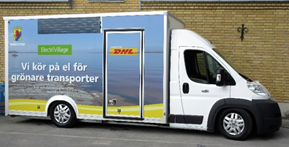 ElectriVillage
DHL
Vi kör på el för
grönare transporter